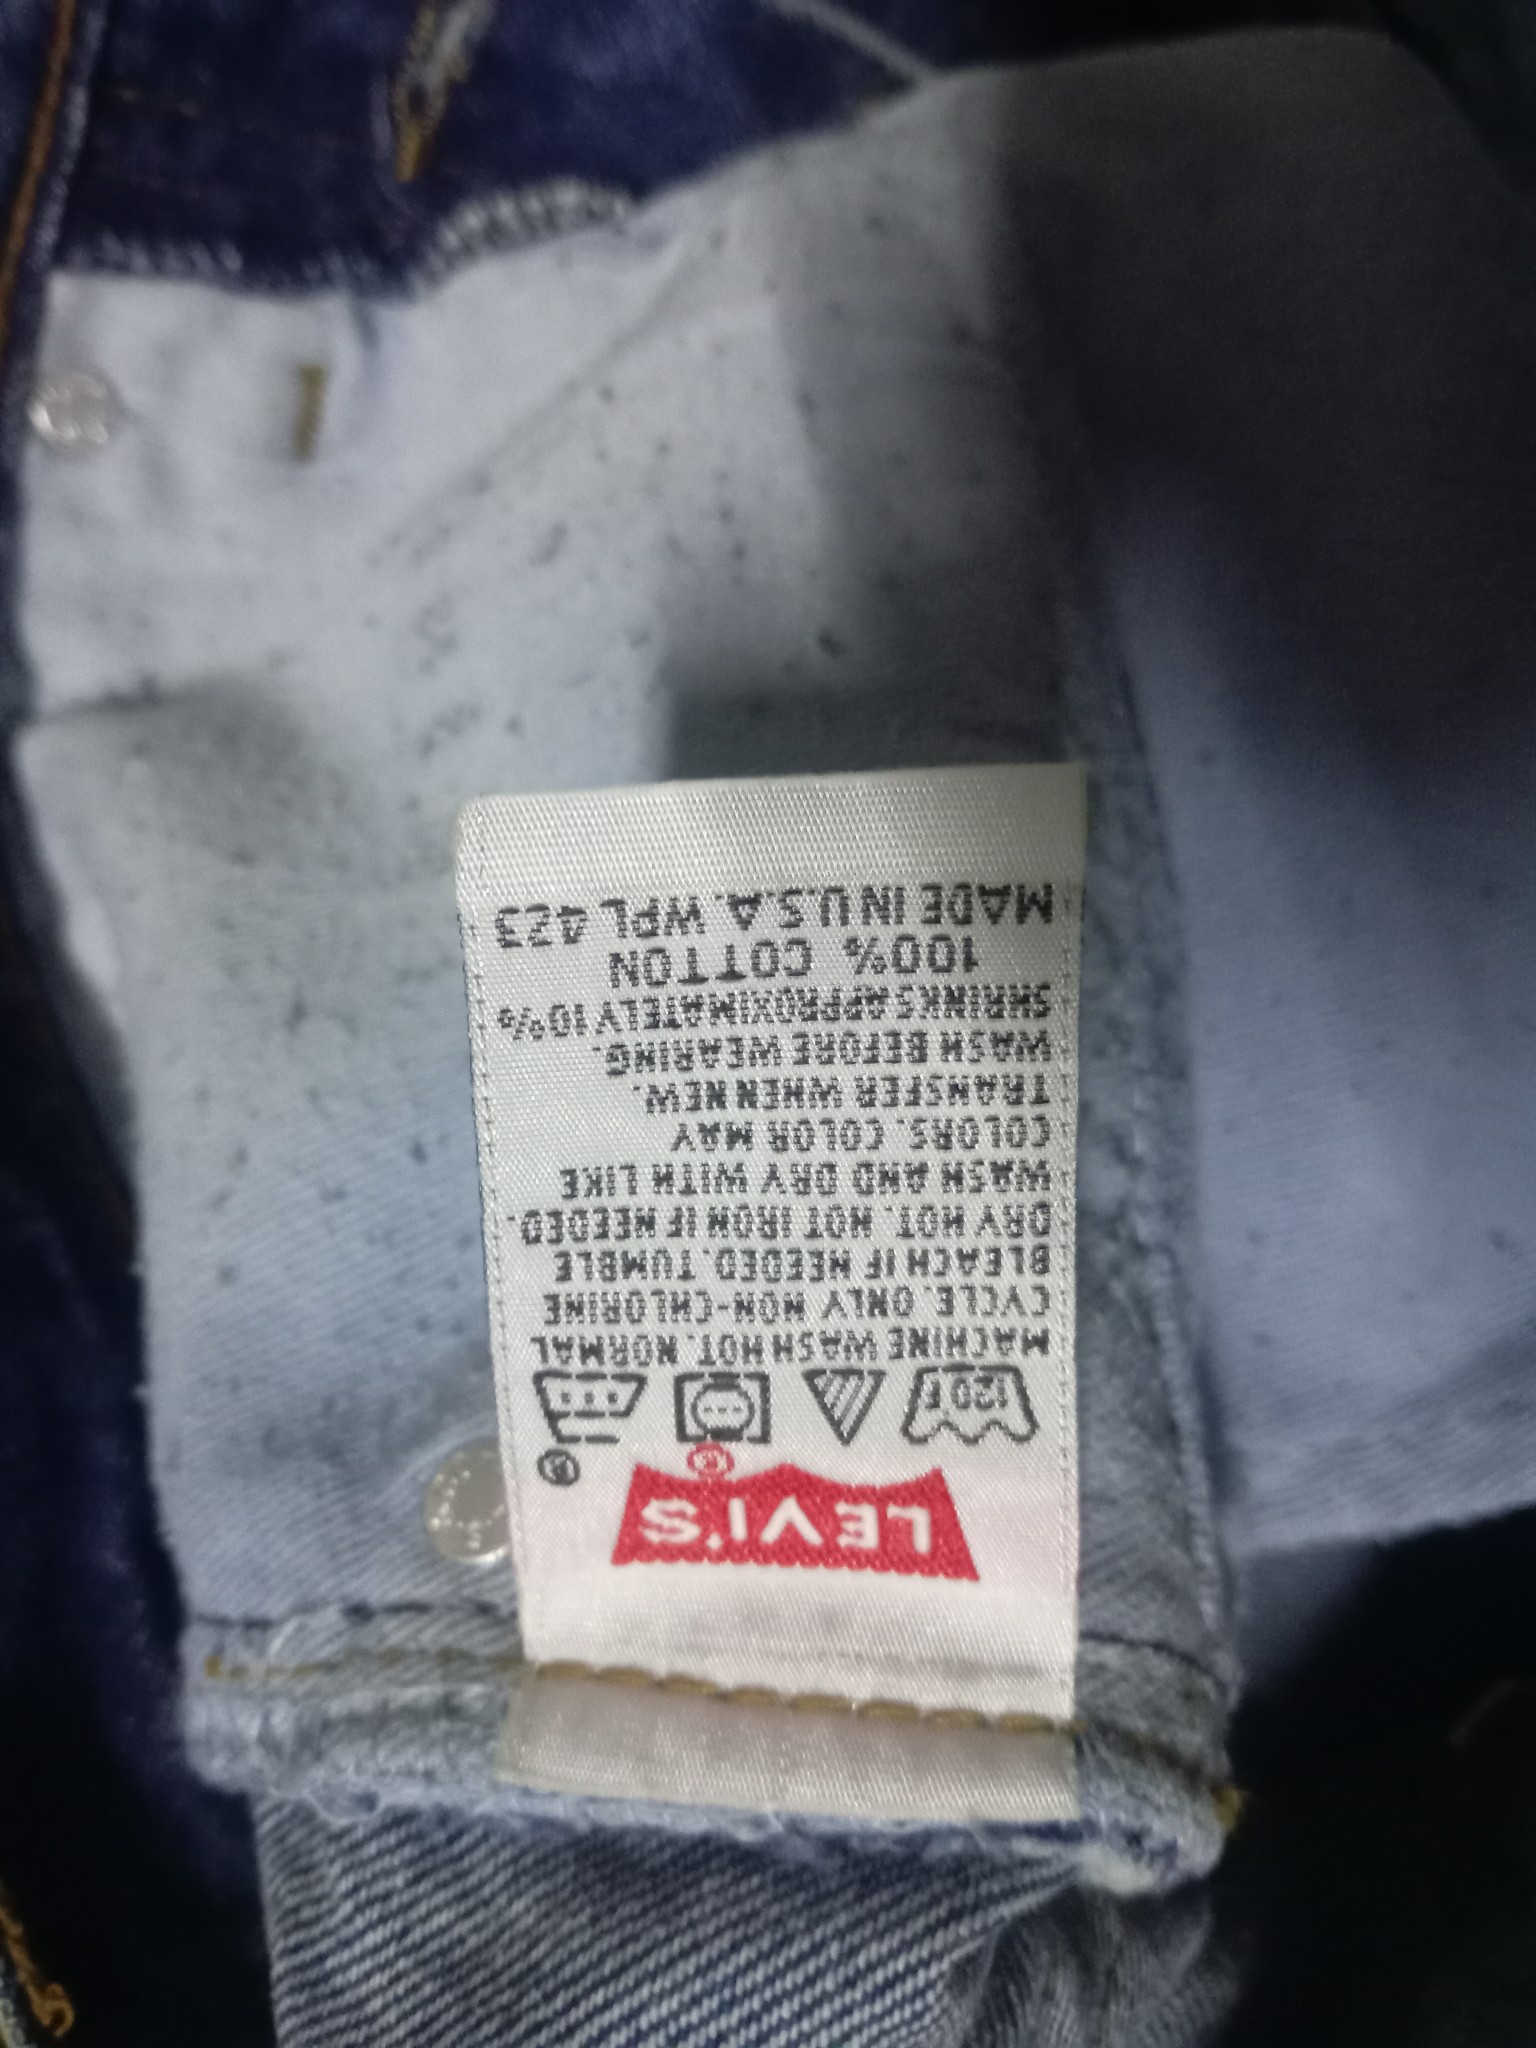 LEVI'S ®
®
120F
MACHINE WASH HOT. NORMAL
CYCLE. ONLY NON-CHLORINE
BLEACH IF NEEDED. TUMBLE
DRY HOT. HOT IRON IF NEEDED.
WASH AND DRY WITH LIKE
COLORS. COLOR MAY
TRANSFER WHEN NEW.
WASH BEFORE WEARING.
SHRINKS APPROXIMATELY 10%
100% COTTON
MADE IN U.S.A. WPL 423